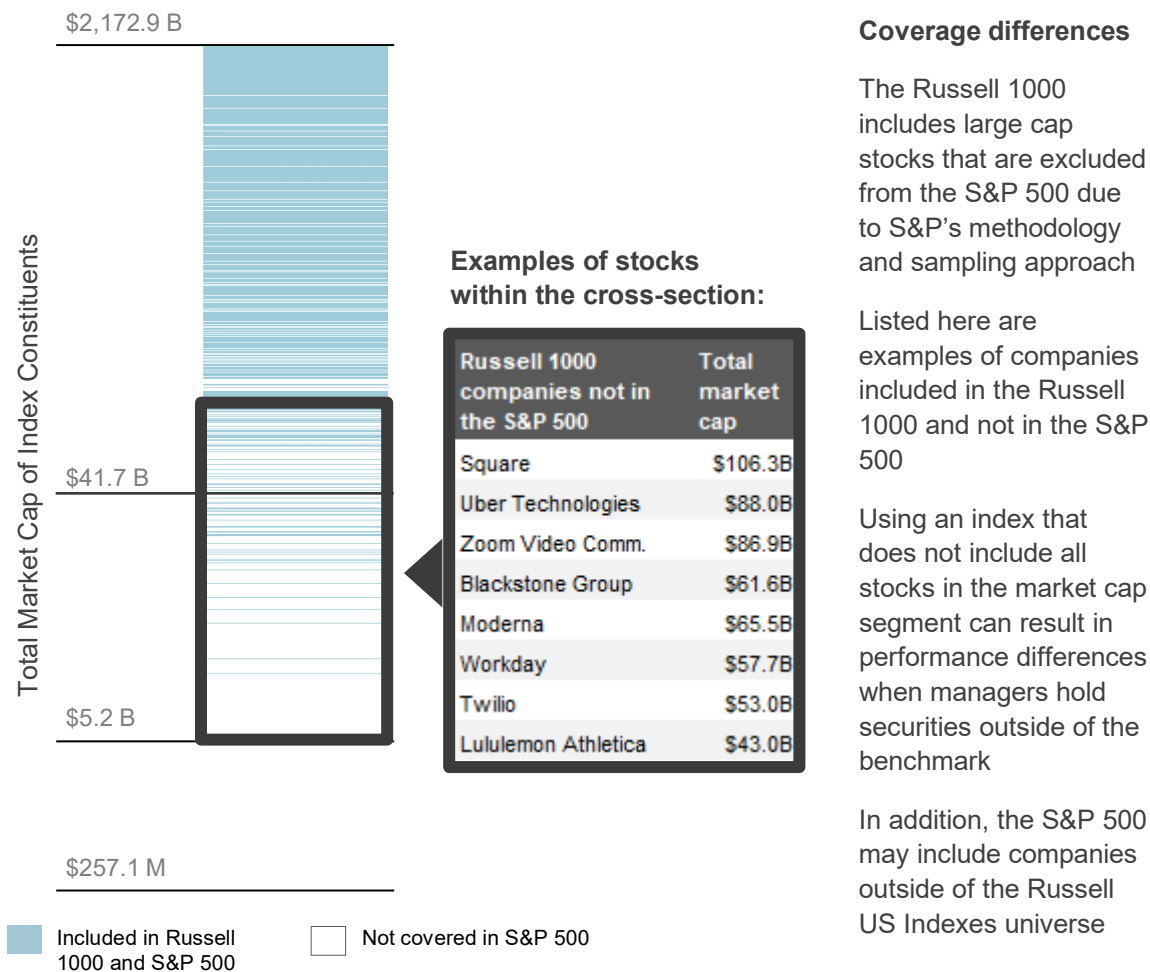 $2,172.9 B
Total Market Cap of Index Constituents
$41.7 B
$5.2 B
$257.1 M
Included in Russell
1000 and S&P 500
Not covered in S&P 500
Examples of stocks
within the cross-section:
Russell 1000
companies not in
the S&P 500
Total
market
cap
Square $106.3B
Uber Technologies $88.0B
Zoom Video Comm. $86.9B
Blackstone Group $61.6B
Moderna $65.5B
Workday $57.7B
Twilio $53.0B
Lululemon Athletica $43.0B
Coverage differences
The Russell 1000
includes large cap
stocks that are excluded
from the S&P 500 due
to S&P’s methodology
and sampling approach
Listed here are
examples of companies
included in the Russell
1000 and not in the S&P
500
Using an index that
does not include all
stocks in the market cap
segment can result in
performance differences
when managers hold
securities outside of the
benchmark
In addition, the S&P 500
may include companies
outside of the Russell
US Indexes universe